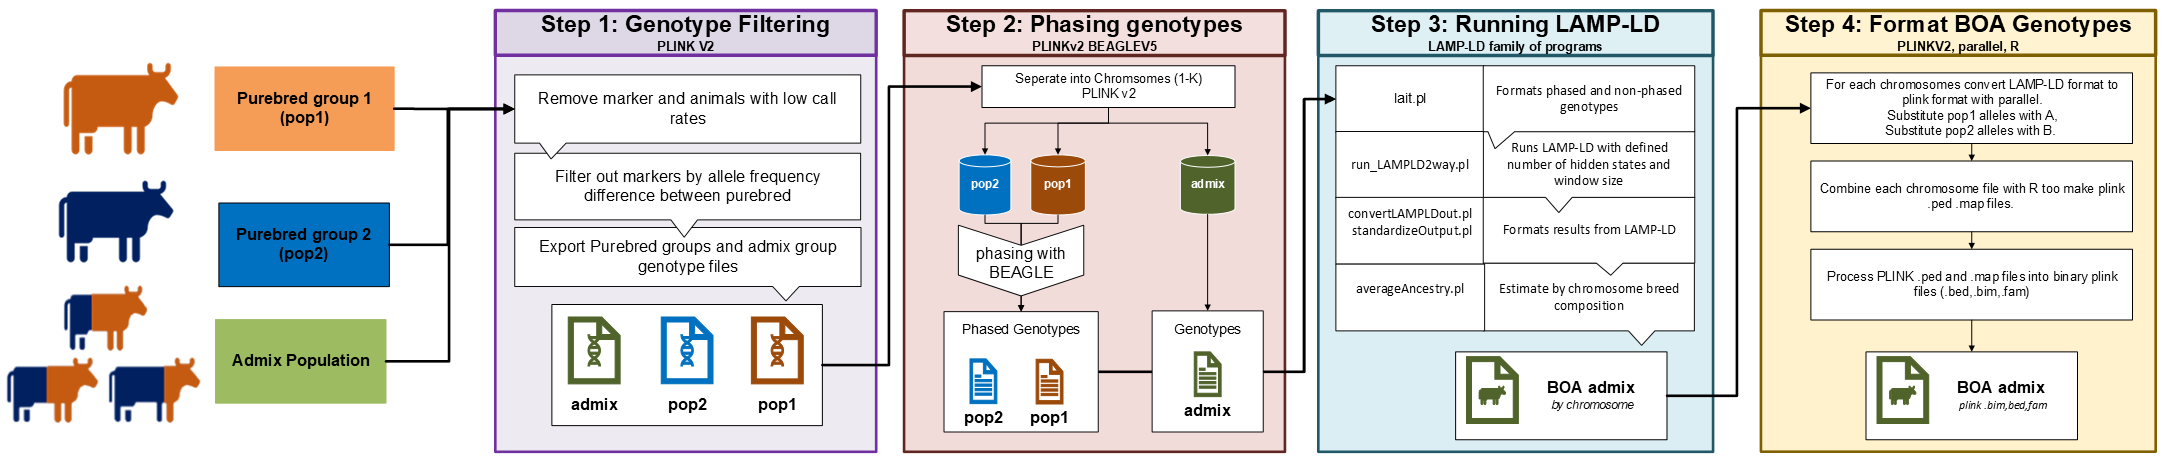 Purebred group 1
(pop1)
Purebred group 2
(pop2)
Admix Population
Step 1: Genotype Filtering
PLINK V2
Remove marker and animals with low call
rates
Filter out markers by allele frequency
difference between purebred
Export Purebred groups and admix group
genotype files
admix
pop2
pop1
Step 2: Phasing genotypes
PLINKv2 BEAGLEV5
Seperate into Chromsomes (1-K)
PLINK v2
pop2
pop1
admix
phasing with
BEAGLE
Phased Genotypes
pop2
pop1
Genotypes
admix
Step 3: Running LAMP-LD
LAMP-LD family of programs
lait.pl
Formats phased and non-phased
genotypes
run_LAMPLD2way.pl
Runs LAMP-LD with defined
number of hidden states and
window size
convertLAMPLDout.pl
standardizeOutput.pl
Formats results from LAMP-LD
averageAncestry.pl
Estimate by chromosome breed
composition
BOA admix
by chromosome
Step 4: Format BOA Genotypes
PLINKV2, parallel, R
For each chromosomes convert LAMP-LD format to
plink format with parallel.
Substitute pop1 alleles with A,
Substitute pop2 alleles with B.
Combine each chromosome file with R too make plink
.ped .map files.
Process PLINK .ped and .map files into binary plink
files (.bed,.bim,.fam)
BOA admix
plink .bim,bed,fam